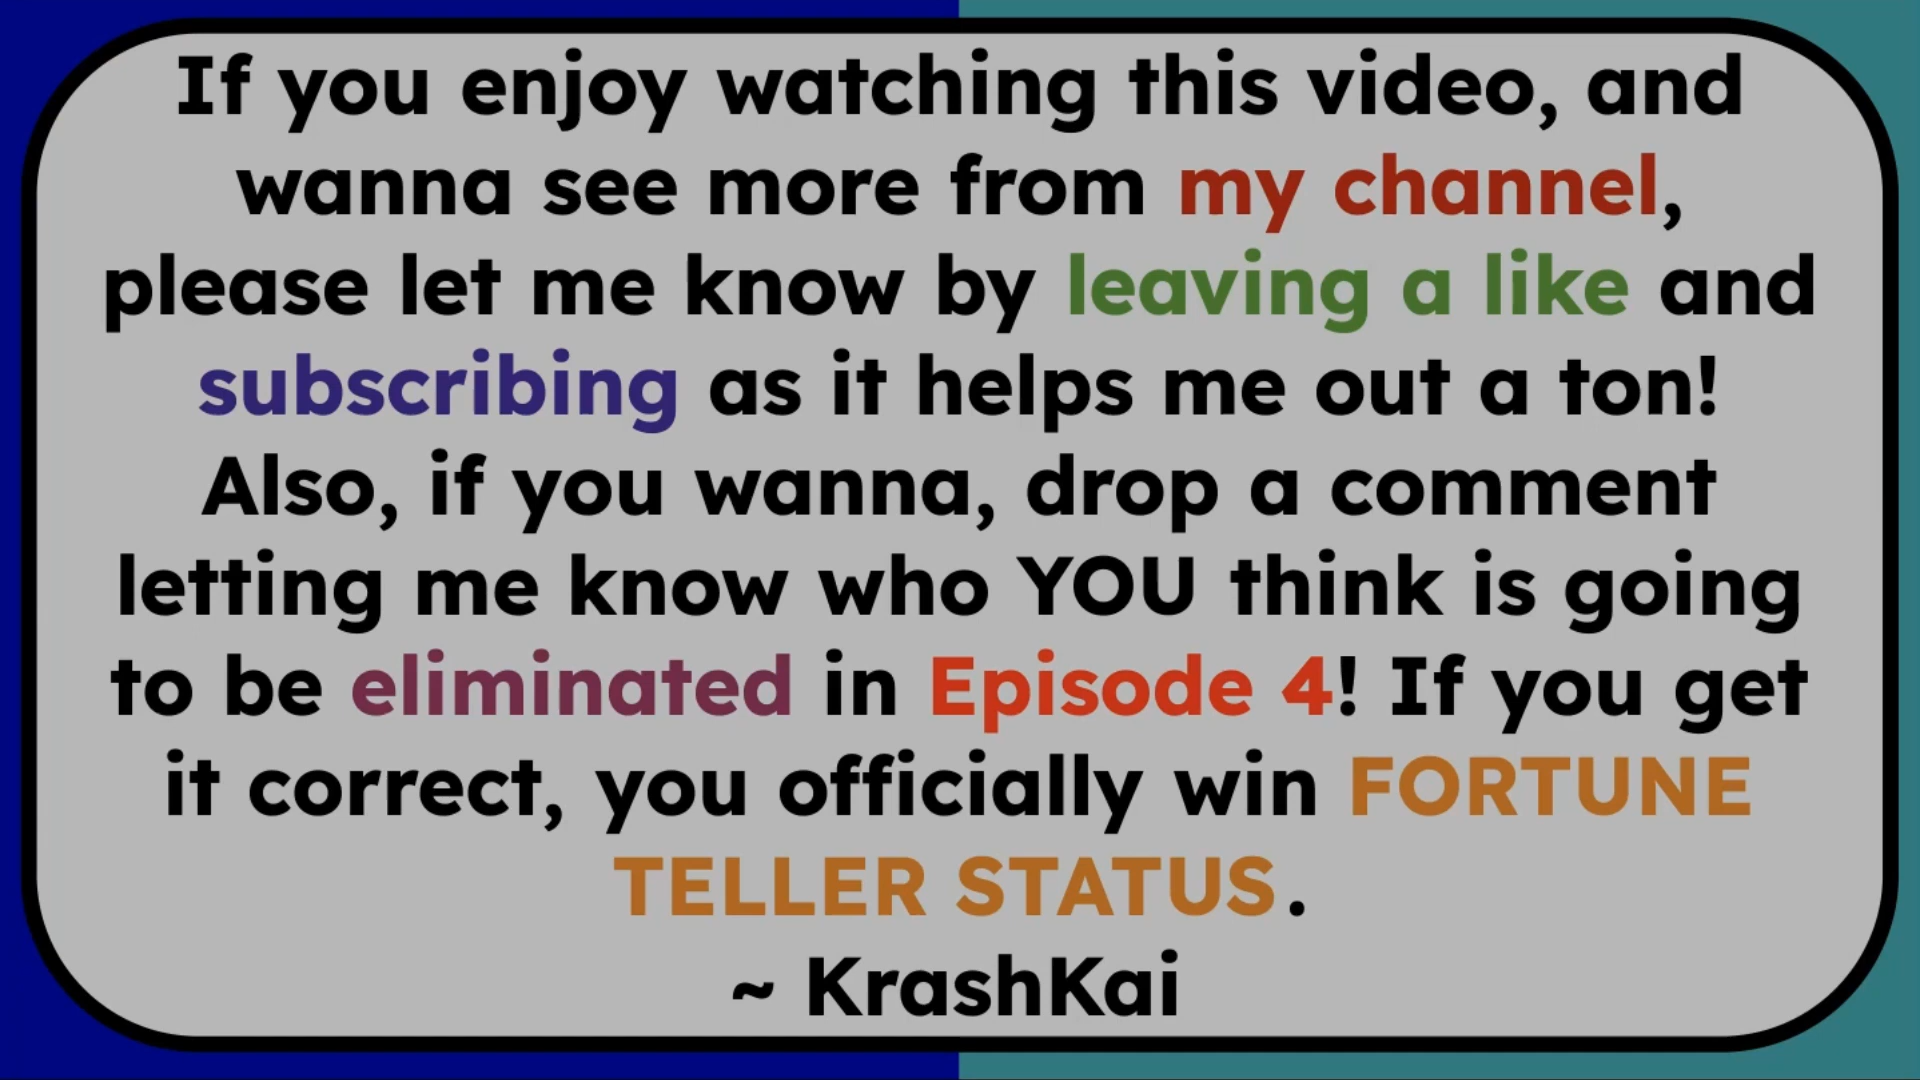 If you enjoy watching this video, and
wanna see more from my channel,
please let me know by leaving a like and
subscribing as it helps me out a ton!
Also, if you wanna, drop a comment
letting me know who YOU think is going
to be eliminated in Episode 4! If you get
it correct, you officially win FORTUNE
TELLER STATUS.
~ KrashKai